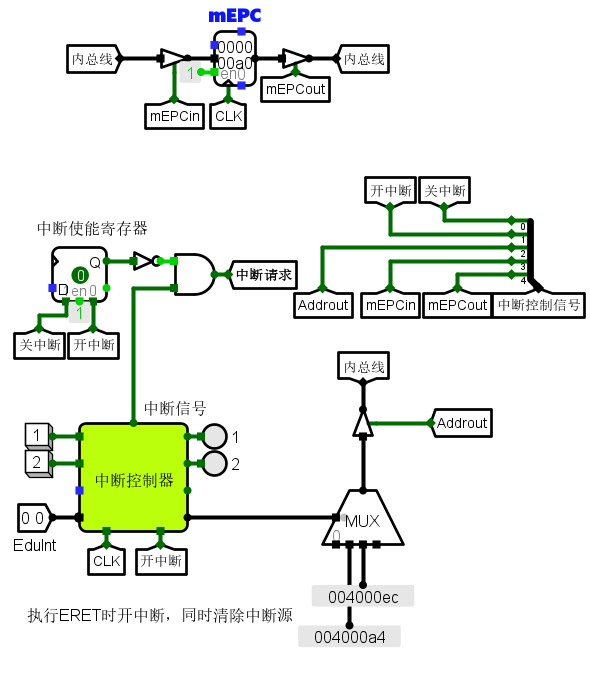 mEPC
内总线
0000
00a0
内总线
1
en0
mEPCin
CLK
mEPCout
开中断
关中断
中断使能寄存器
0
1
2
3
4
Q
0
D
en0
1
中断请求
Addrout
mEPCin
mEPCout
中断控制信号
关中断
开中断
内总线
中断信号
Addrout
1
1
2
2
中断控制器
0 0
EduInt
MUX
0
CLK
开中断
004000ec
执行ERET时开中断，同时清除中断源
004000a4